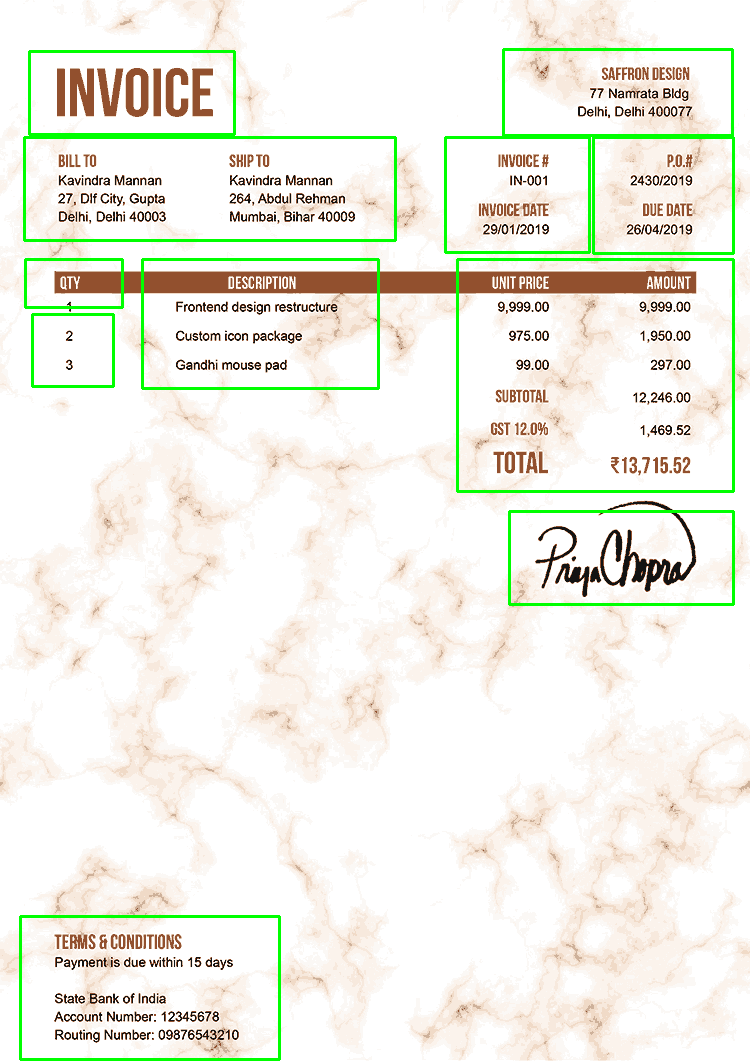 INVOICE
SAFFRON DESIGN
77 Namrata Bldg
Delhi, Delhi 400077
BILL TO
Kavindra Mannan
27, Dlf City, Gupta
Delhi, Delhi 40003
SHIP TO
Kavindra Mannan
264, Abdul Rehman
Mumbai, Bihar 40009
INVOICE #
IN-001
INVOICE DATE
29/01/2019
P.O.#
2430/2019
DUE DATE
26/04/2019
QTY DESCRIPTION UNIT PRICE AMOUNT
1 Frontend design restructure 9,999.00 9,999.00
2 Custom icon package 975.00 1,950.00
3 Gandhi mouse pad 99.00 297.00
SUBTOTAL 12,246.00
GST 12.0% 1,469.52
TOTAL ₹13,715.52
Priya Chopra
TERMS & CONDITIONS
Payment is due within 15 days
State Bank of India
Account Number: 12345678
Routing Number: 09876543210